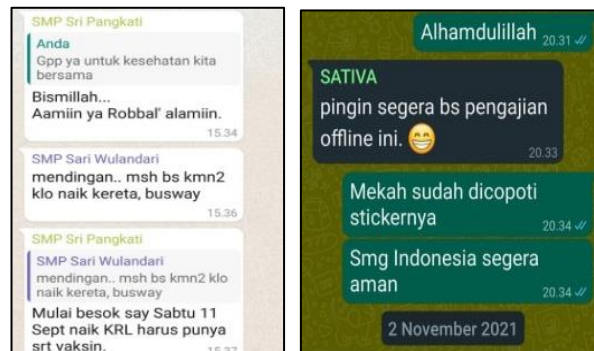 SMP Sri Pangkati
Anda
Gpp ya untuk kesehatan kita
bersama
Bismillah...
Aamiin ya Robbal' alamiin.
15.34
SMP Sari Wulandari
mendingan.. msh bs kmn2
klo naik kereta, busway
15.36
SMP Sri Pangkati
SMP Sari Wulandari
mendingan.. msh bs kmn2 klo
naik kereta, busway
Mulai besok say Sabtu 11
Sept naik KRL harus punya
srt vaksin.
15.37
Alhamdulillah 20.31
SATIVA
pingin segera bs pengajian
offline ini. 😁
20.33
Mekah sudah dicopoti
stickernya
20.34
Smg Indonesia segera
aman
20.34
2 November 2021